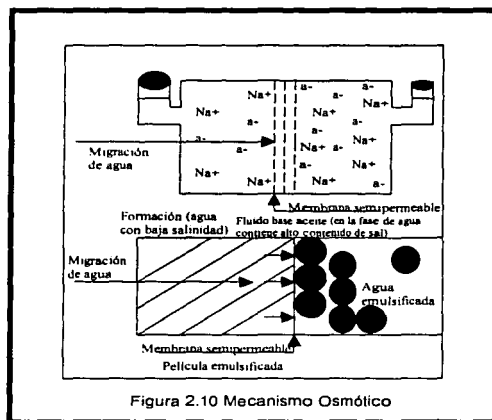 a-
a-
Na+
a-
Na+
Na+
a-
Na+
a-
Na+
Na+
a-
a-
a-
a-
Na+
Na+
a-
a-
Na+
Na+
Na+
Na+
a-
Migración
de agua
Membrana semipermeable
Formación (agua
con baja salinidad)
Fluido base aceite (en la fase de agua
contiene alto contenido de sal)
Migración
de agua
Agua
emulsificada
Membrana semipermeable
Película emulsificada
Figura 2.10 Mecanismo Osmótico